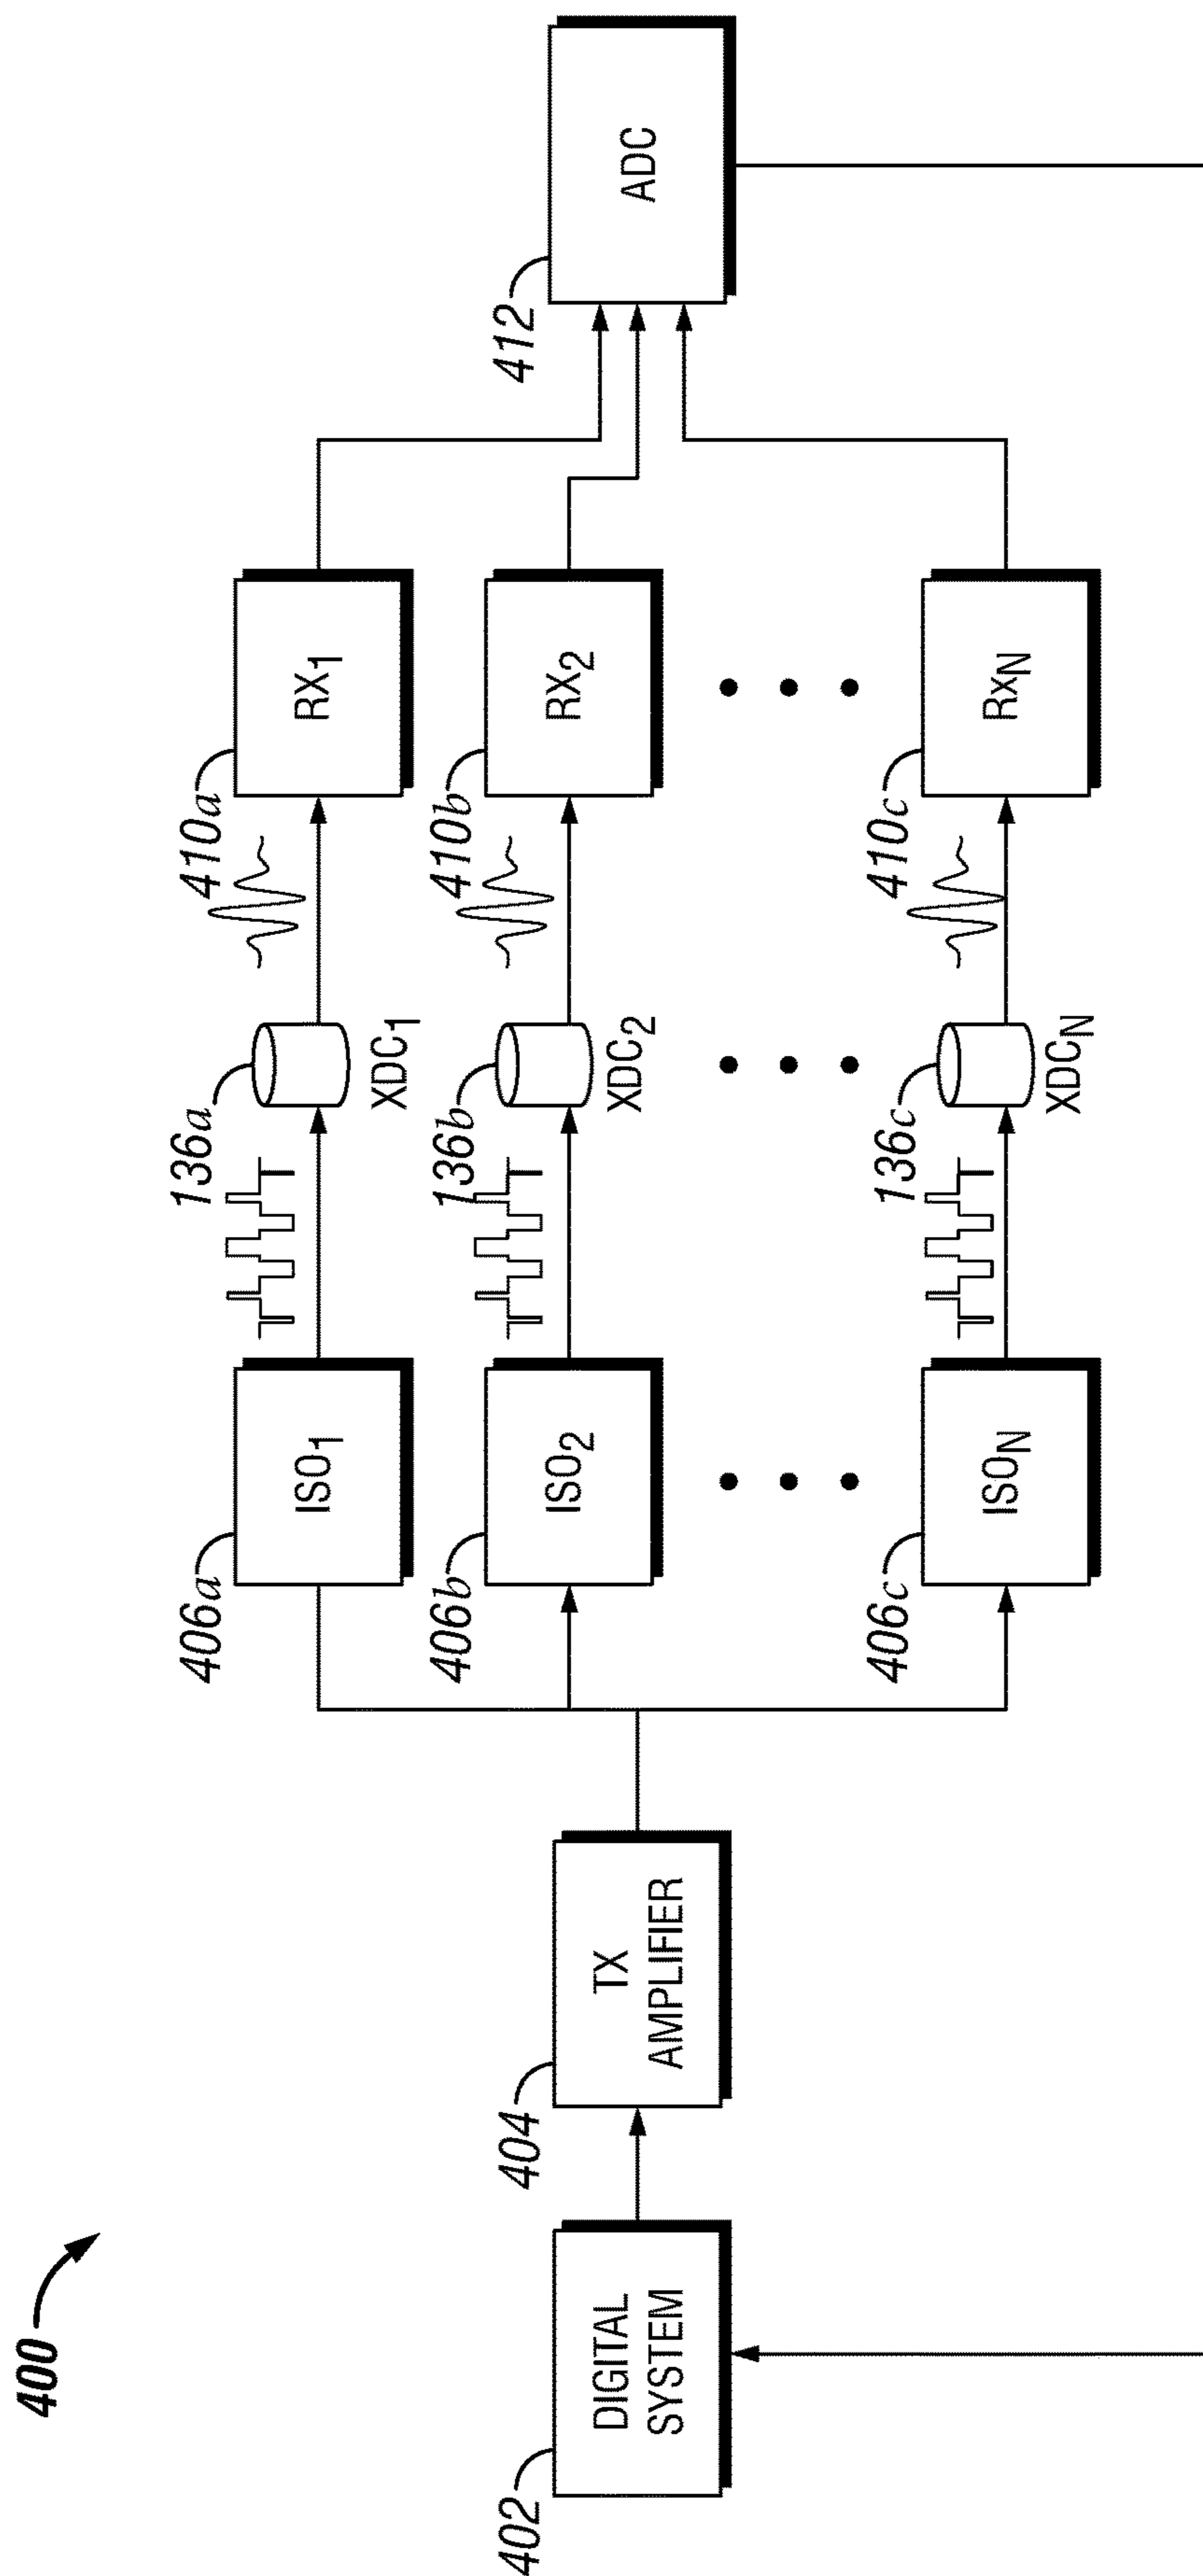 400
402
DIGITAL
SYSTEM
404
TX
AMPLIFIER
406a
ISO1
406b
ISO2
406c
ISON
136a
XDC1
136b
XDC2
136c
XDCN
410a
RX1
410b
RX2
410c
RxN
412
ADC